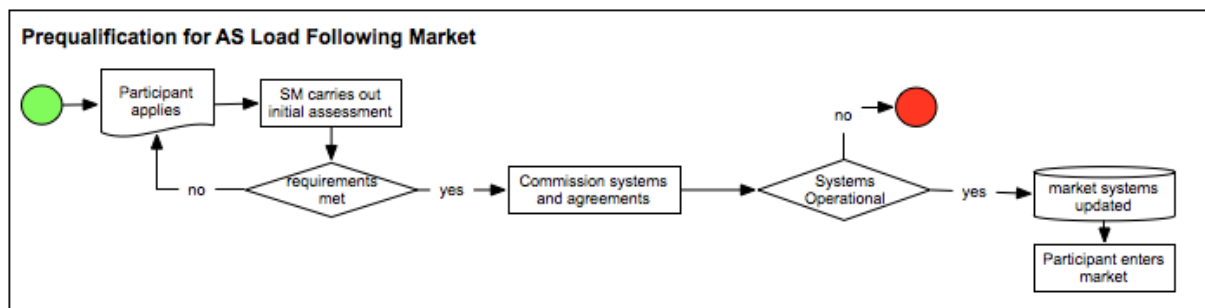 Prequalification for AS Load Following Market
Participant
applies
SM carries out
initial assessment
no
requirements
met
yes
Commission systems
and agreements
no
Systems
Operational
yes
market systems
updated
Participant enters
market